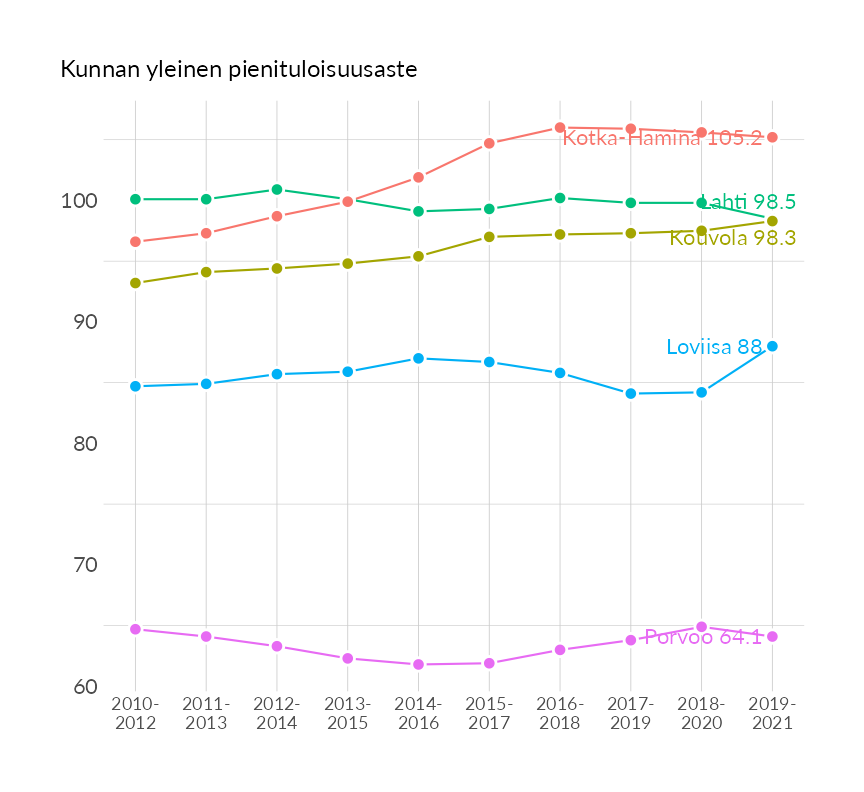 Kunnan yleinen pienituloisuusaste
Kotka-Hamina 105.2
100
Lahti 98.5
Kouvola 98.3
90
Loviisa 88
80
70
Porvoo 64.1
60
2010- 2011- 2012- 2013- 2014- 2015- 2016- 2017- 2018- 2019-
2012 2013 2014 2015 2016 2017 2018 2019 2020 2021